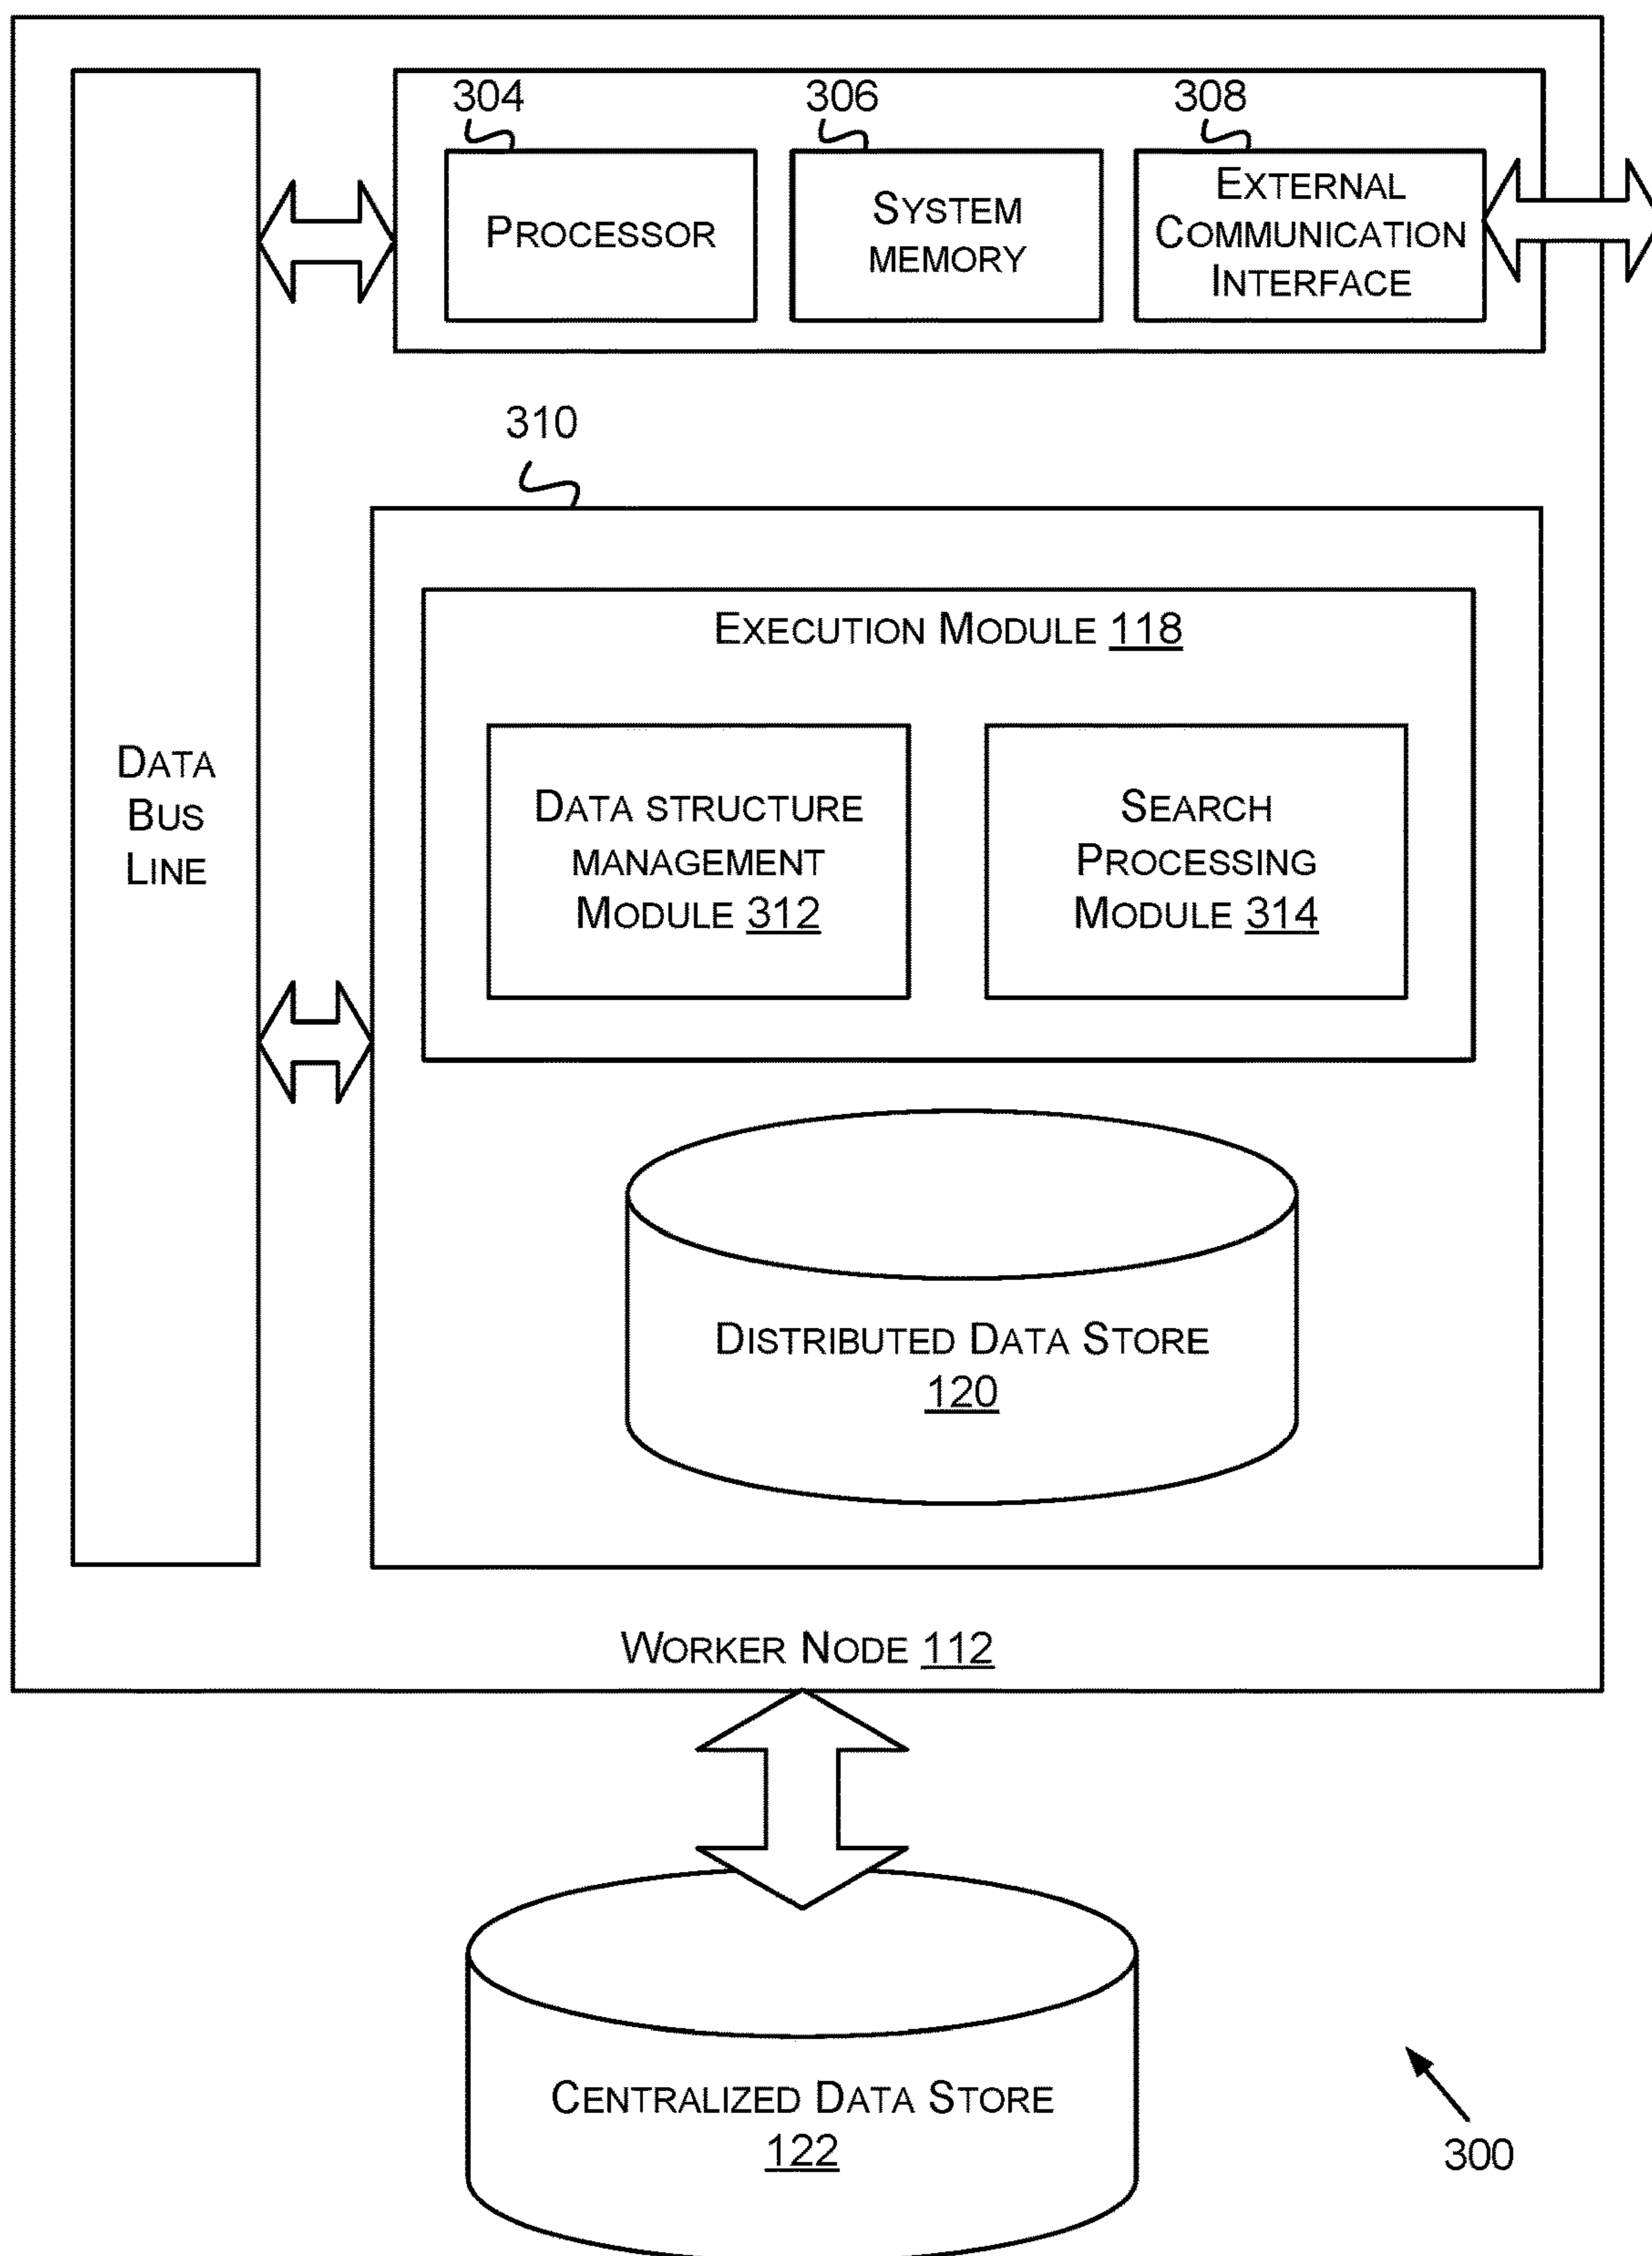 304
306
308
PROCESSOR
SYSTEM
MEMORY
EXTERNAL
COMMUNICATION
INTERFACE
310
EXECUTION MODULE 118
DATA
BUS
LINE
DATA STRUCTURE
MANAGEMENT
MODULE 312
SEARCH
PROCESSING
MODULE 314
DISTRIBUTED DATA STORE
120
WORKER NODE 112
CENTRALIZED DATA STORE
122
300